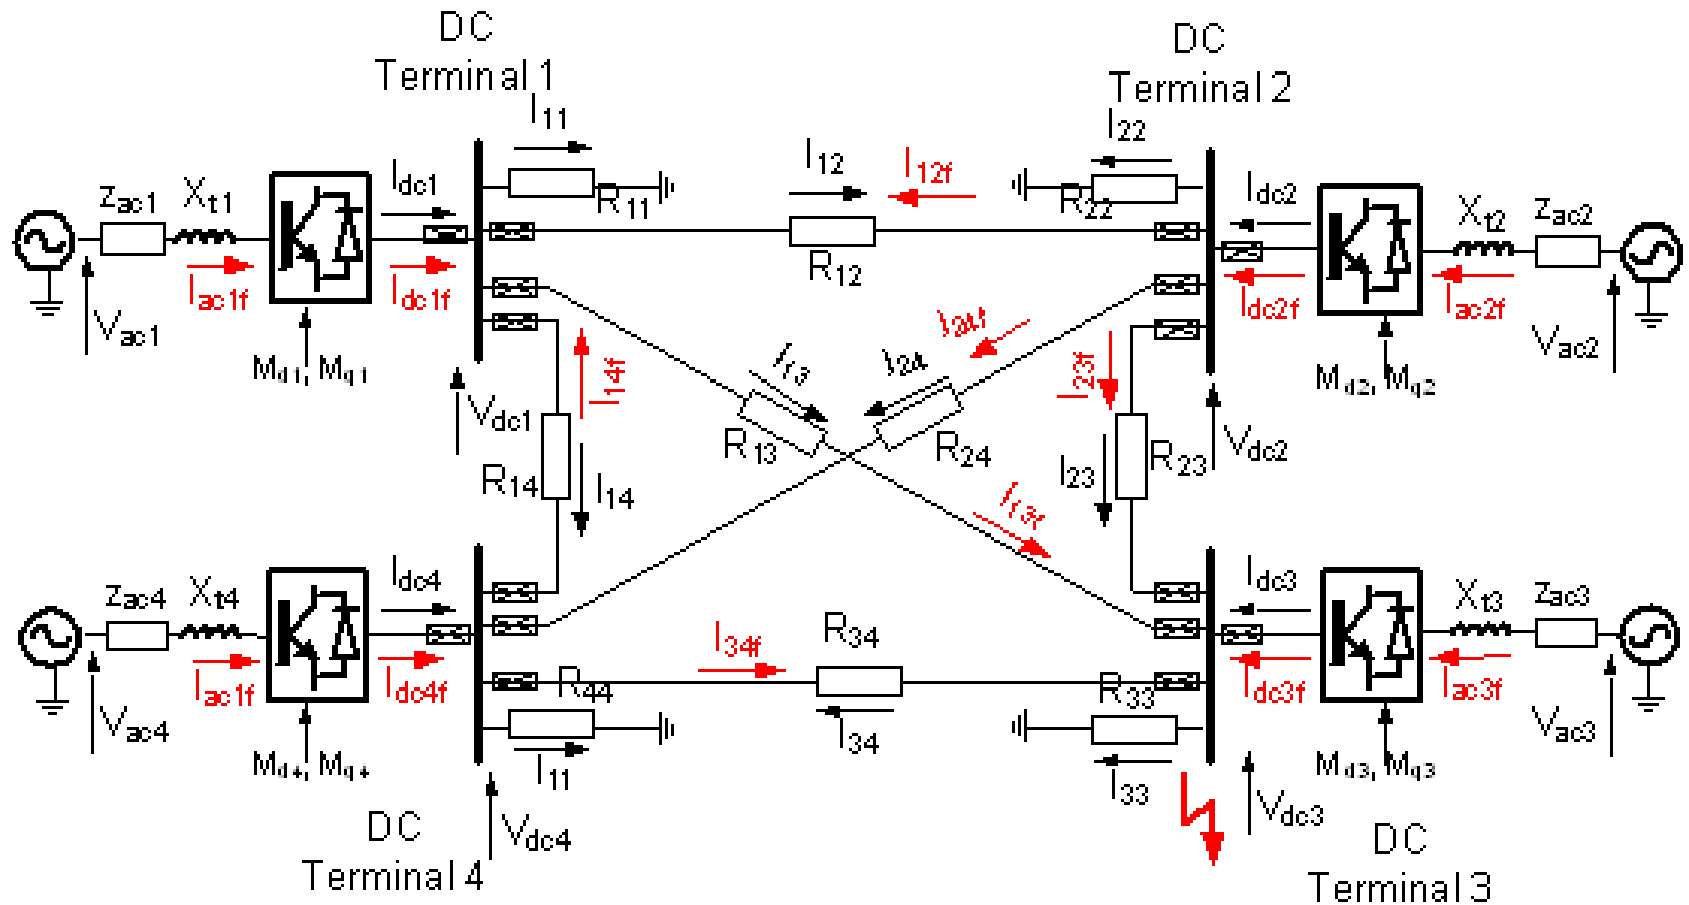 DC
Terminal 1
DC
Terminal 2
I11
I22
I12
I12f
Zac1
Xt1
Idc1
R11
R22
Idc2
Xt2
Zac2
R12
Iac1f
Idc1f
Idc2f
Iac2f
Vac1
Md1, Mq1
Vdc1
I14f
I13
I24
I24f
I23f
Vac2
Md2, Mq2
Vdc2
R13
R24
R14
I14
I23
R23
I13f
Zac4
Xt4
Idc4
Idc3
Xt3
Zac3
I34f
R34
Iac1f
Idc4f
R44
R33
Idc3f
Iac3f
Vac4
I34
Vac3
Md4, Mq4
I11
I33
Md3, Mq3
Vdc4
Vdc3
DC
Terminal 4
DC
Terminal 3